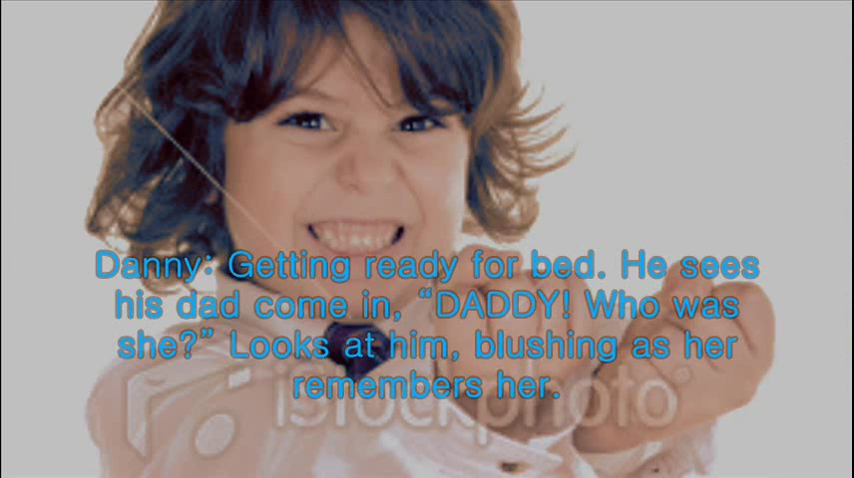 Danny: Getting ready for bed. He sees
his dad come in, “DADDY! Who was
she?” Looks at him, blushing as her
remembers her.
iStockphoto